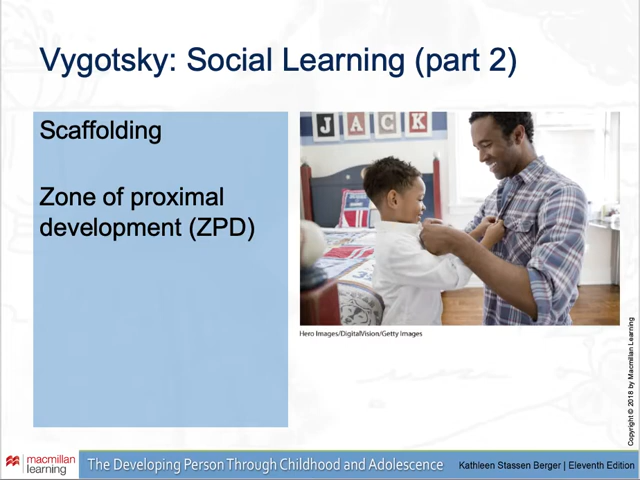 Vygotsky: Social Learning (part 2)
Scaffolding
Zone of proximal
development (ZPD)
JACK
Hero Images/DigitalVision/Getty Images
Copyright © 2018 by Macmillan Learning
macmillan
learning
The Developing Person Through Childhood and Adolescence
Kathleen Stassen Berger | Eleventh Edition